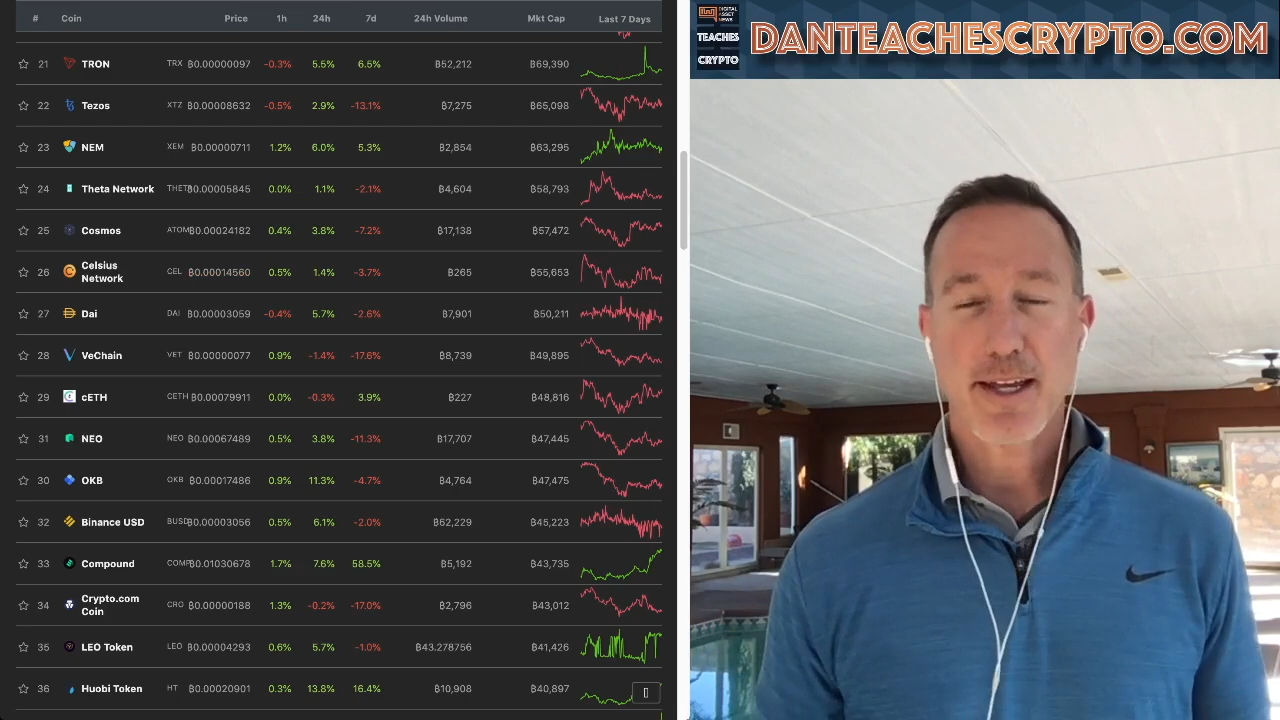 # Coin Price 1h 24h 7d 24h Volume Mkt Cap Last 7 Days
21 TRON TRX ฿0.00000097 -0.3% 5.5% 6.5% ฿52,212 ฿69,390
22 Tezos XTZ ฿0.00008632 -0.5% 2.9% -13.1% ฿7,275 ฿65,098
23 NEM XEM ฿0.00000711 1.2% 6.0% 5.3% ฿2,854 ฿63,295
24 Theta Network THET฿0.00005845 0.0% 1.1% -2.1% ฿4,604 ฿58,793
25 Cosmos ATOM฿0.00024182 0.4% 3.8% -7.2% ฿17,138 ฿57,472
26 Celsius
Network CEL ฿0.00014560 0.5% 1.4% -3.7% ฿265 ฿55,653
27 Dai DAI ฿0.00003059 -0.4% 5.7% -2.6% ฿7,901 ฿50,211
28 VeChain VET ฿0.00000077 0.9% -1.4% -17.6% ฿8,739 ฿49,895
29 cETH CETH ฿0.00079911 0.0% -0.3% 3.9% ฿227 ฿48,816
31 NEO NEO ฿0.00067489 0.5% 3.8% -11.3% ฿17,707 ฿47,445
30 OKB OKB ฿0.00017486 0.9% 11.3% -4.7% ฿4,764 ฿47,475
32 Binance USD BUSD฿0.00003056 0.5% 6.1% -2.0% ฿62,229 ฿45,223
33 Compound COMP฿0.01030678 1.7% 7.6% 58.5% ฿5,192 ฿43,735
34 Crypto.com
Coin CRO ฿0.00000188 1.3% -0.2% -17.0% ฿2,796 ฿43,012
35 LEO Token LEO ฿0.00004293 0.6% 5.7% -1.0% ฿43.278756 ฿41,426
36 Huobi Token HT ฿0.00020901 0.3% 13.8% 16.4% ฿10,908 ฿40,897
DIGITAL
ASSET
NEWS
TEACHES
CRYPTO
DANTEACHESCRYPTO.COM